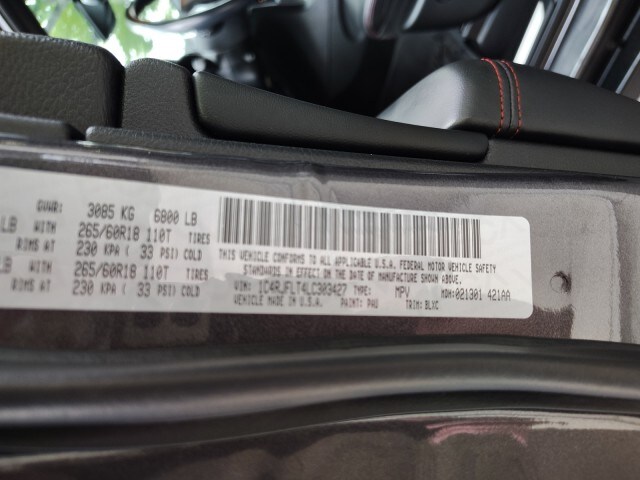 GVWR: 3085 KG 6800 LB
LB WITH 265/60R18 110T TIRES
RIMS AT 230 KPA ( 33 PSI) COLD
LB WITH 265/60R18 110T TIRES
RIMS AT 230 KPA ( 33 PSI) COLD
THIS VEHICLE CONFORMS TO ALL APPLICABLE U.S.A. FEDERAL MOTOR VEHICLE SAFETY
STANDARDS IN EFFECT ON THE DATE OF MANUFACTURE SHOWN ABOVE.
VIN: 1C4RJFLT4LC303427 TYPE: MPV MDH:021301 421AA
VEHICLE MADE IN U.S.A. PAINT: PAU TRIM: BLXC